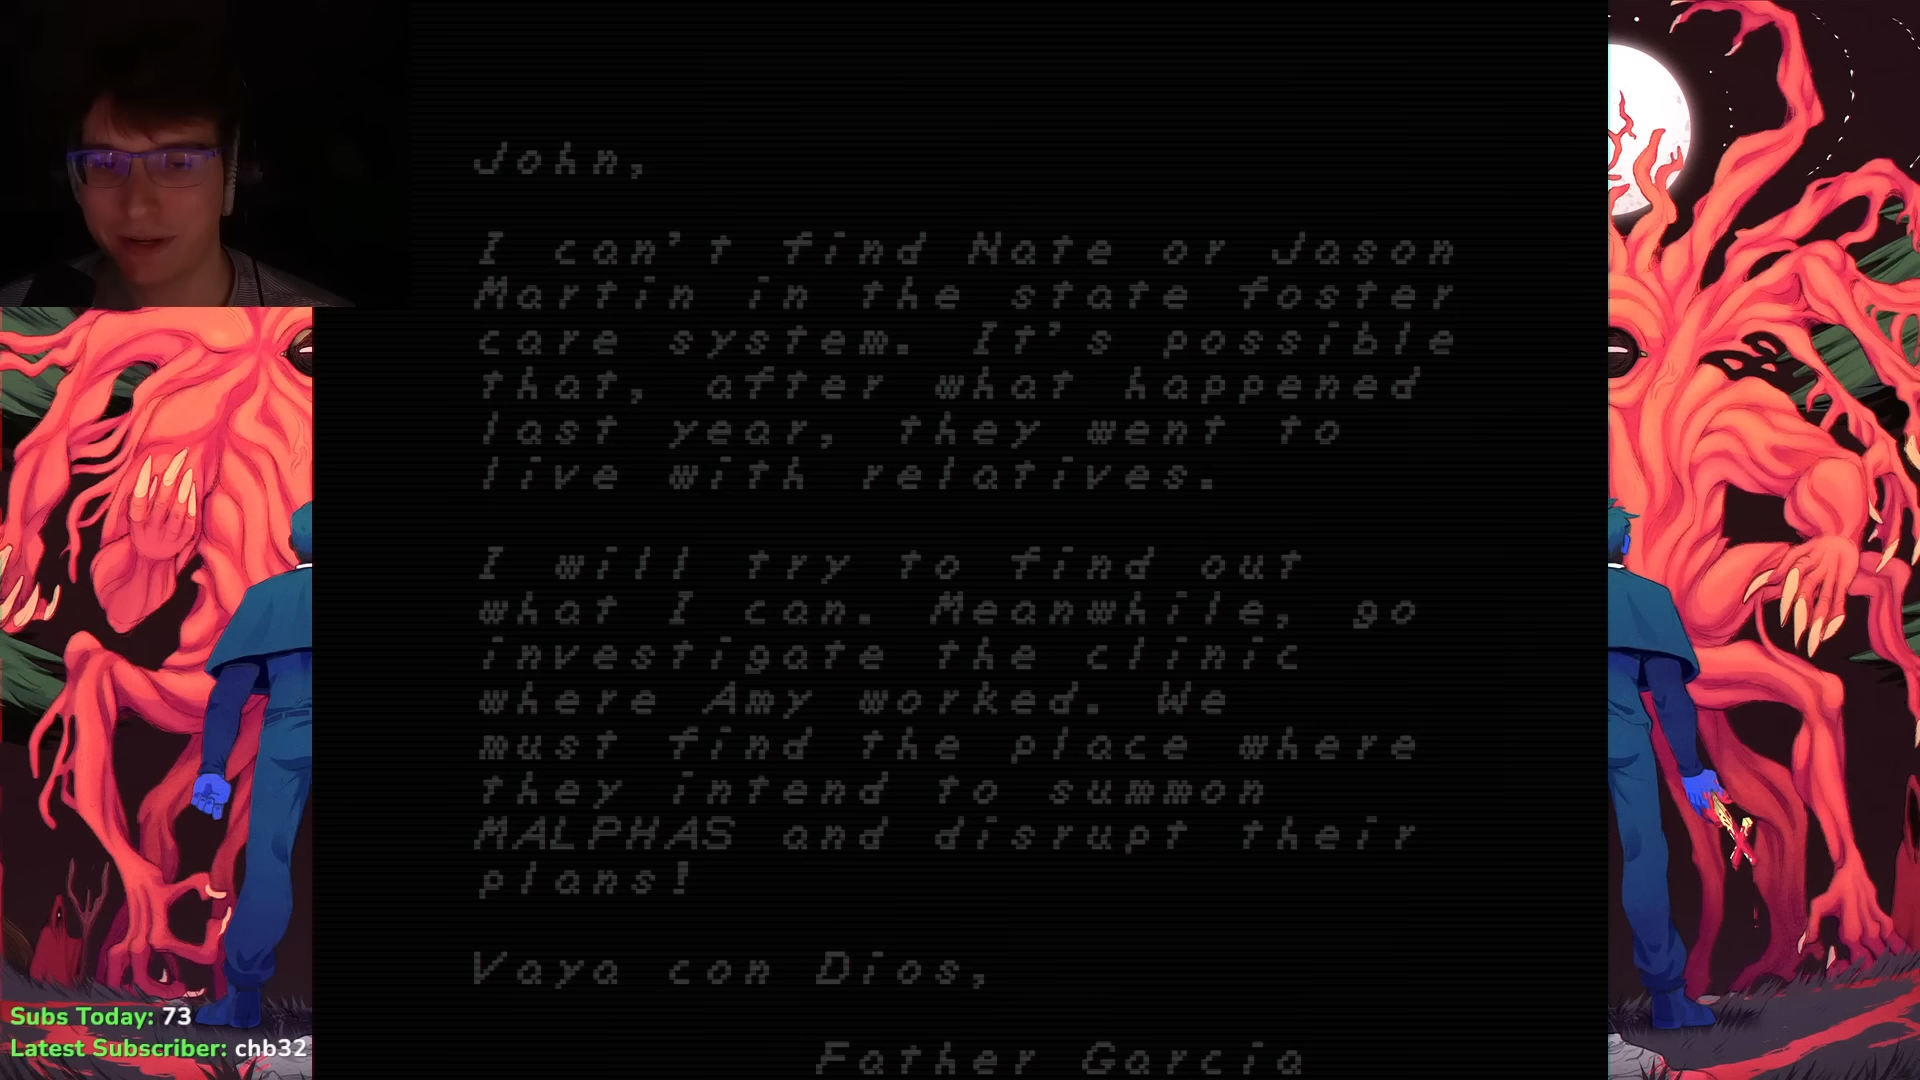 John,
I can't find Nate or Jason
Martin in the state foster
care system. It's possible
that, after what happened
last year, they went to
live with relatives.
I will try to find out
what I can. Meanwhile, go
investigate the clinic
where Amy worked. We
must find the place where
they intend to summon
MALPHAS and disrupt their
plans!
Vaya con Dios,
Father Garcia
Subs Today: 73
Latest Subscriber: chb32